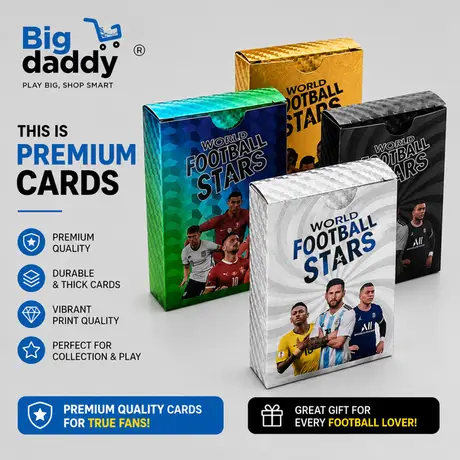 Big
daddy
®
PLAY BIG, SHOP SMART
THIS IS
PREMIUM
CARDS
PREMIUM
QUALITY
DURABLE
& THICK CARDS
VIBRANT
PRINT QUALITY
PERFECT FOR
COLLECTION & PLAY
WORLD
FOOTBALL
STARS
WORLD
FOOTBALL
STARS
WORLD
FOOTBALL
STARS
WORLD
FOOTBALL
STARS
PREMIUM QUALITY CARDS
FOR TRUE FANS!
GREAT GIFT FOR
EVERY FOOTBALL LOVER!